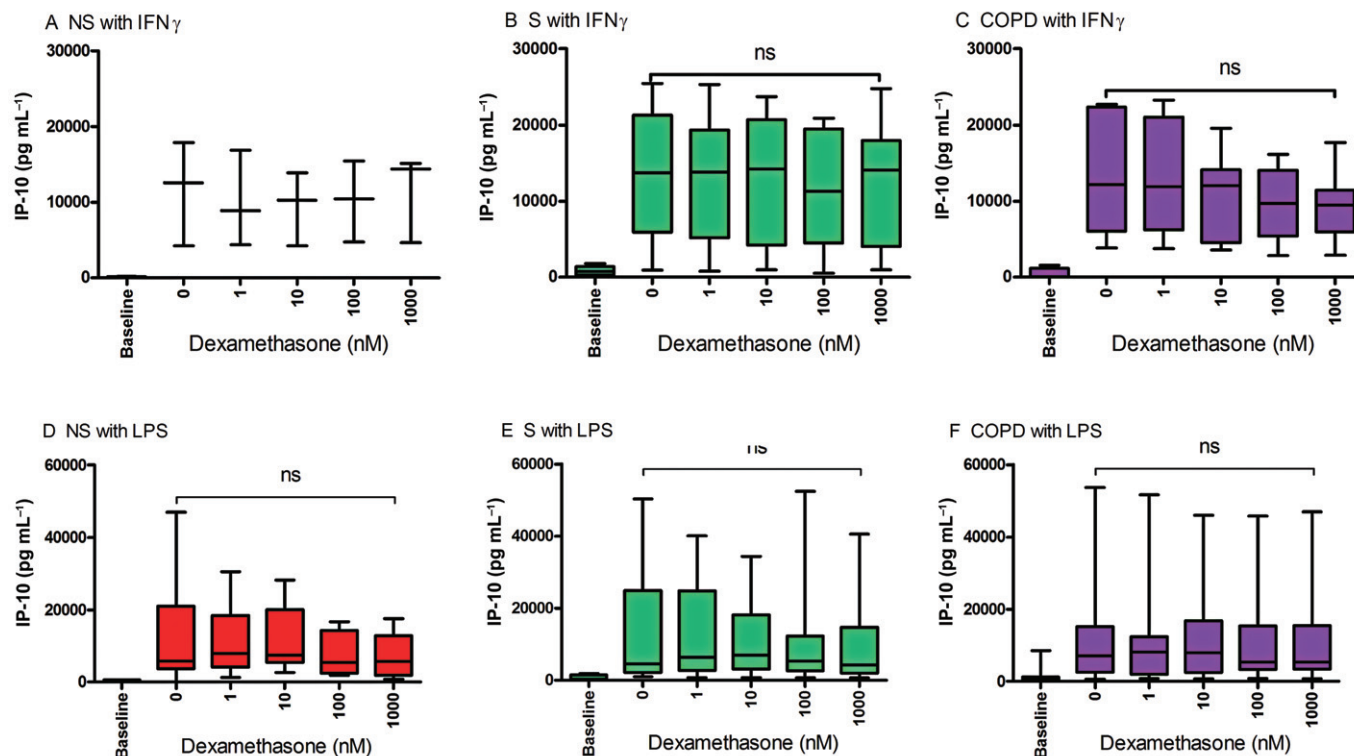 A NS with IFNγ
30000
20000
10000
0
IP-10 (pg mL⁻¹)
Baseline
0
1
10
100
1000
Dexamethasone (nM)
B S with IFNγ
ns
30000
20000
10000
0
IP-10 (pg mL⁻¹)
Baseline
0
1
10
100
1000
Dexamethasone (nM)
C COPD with IFNγ
ns
30000
20000
10000
0
IP-10 (pg mL⁻¹)
Baseline
0
1
10
100
1000
Dexamethasone (nM)
D NS with LPS
ns
60000
40000
20000
0
IP-10 (pg mL⁻¹)
Baseline
0
1
10
100
1000
Dexamethasone (nM)
E S with LPS
ns
60000
40000
20000
0
IP-10 (pg mL⁻¹)
Baseline
0
1
10
100
1000
Dexamethasone (nM)
F COPD with LPS
ns
60000
40000
20000
0
IP-10 (pg mL⁻¹)
Baseline
0
1
10
100
1000
Dexamethasone (nM)